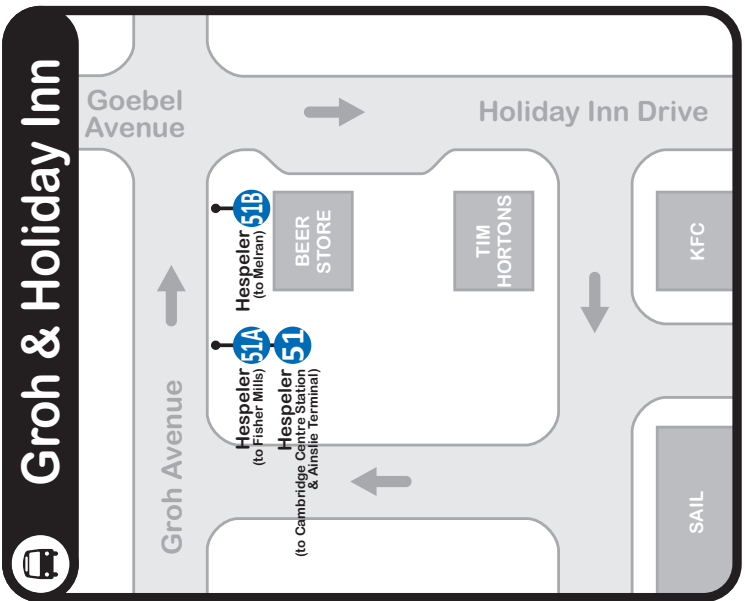 Groh & Holiday Inn
Goebel
Avenue
Holiday Inn Drive
Groh Avenue
51B
Hespeler
(to Melran)
51A
Hespeler
(to Fisher Mills)
51
Hespeler
(to Cambridge Centre Station
& Ainslie Terminal)
BEER
STORE
TIM
HORTONS
KFC
SAIL